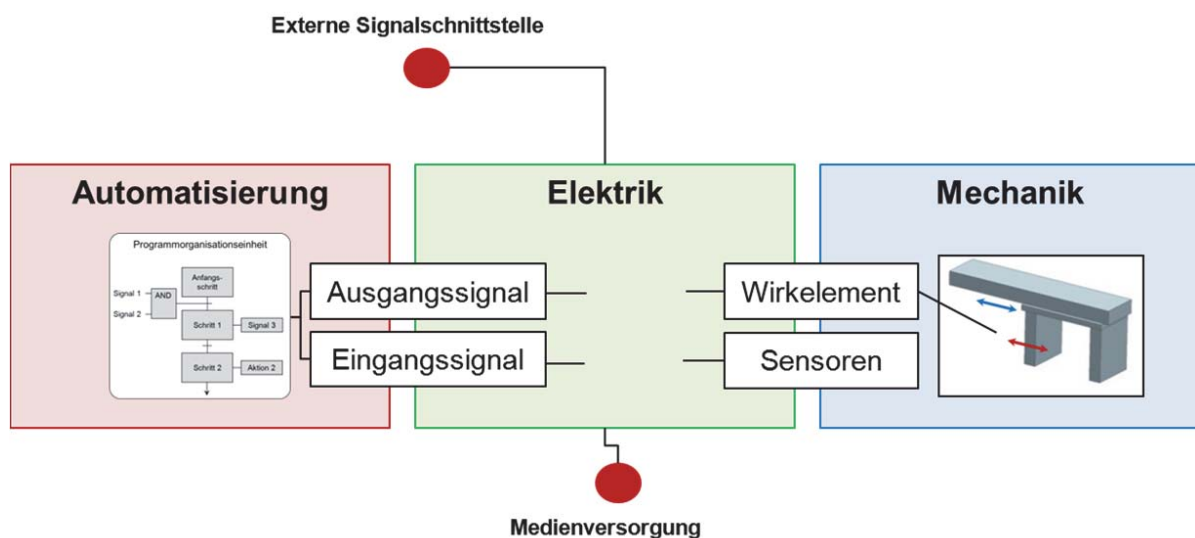 Externe Signalschnittstelle
Automatisierung
Elektrik
Mechanik
Programmorganisationseinheit
Anfangs-
schritt
Signal 1
AND
Signal 2
Schritt 1
Signal 3
Schritt 2
Aktion 2
Ausgangssignal
Eingangssignal
Wirkelement
Sensoren
Medienversorgung